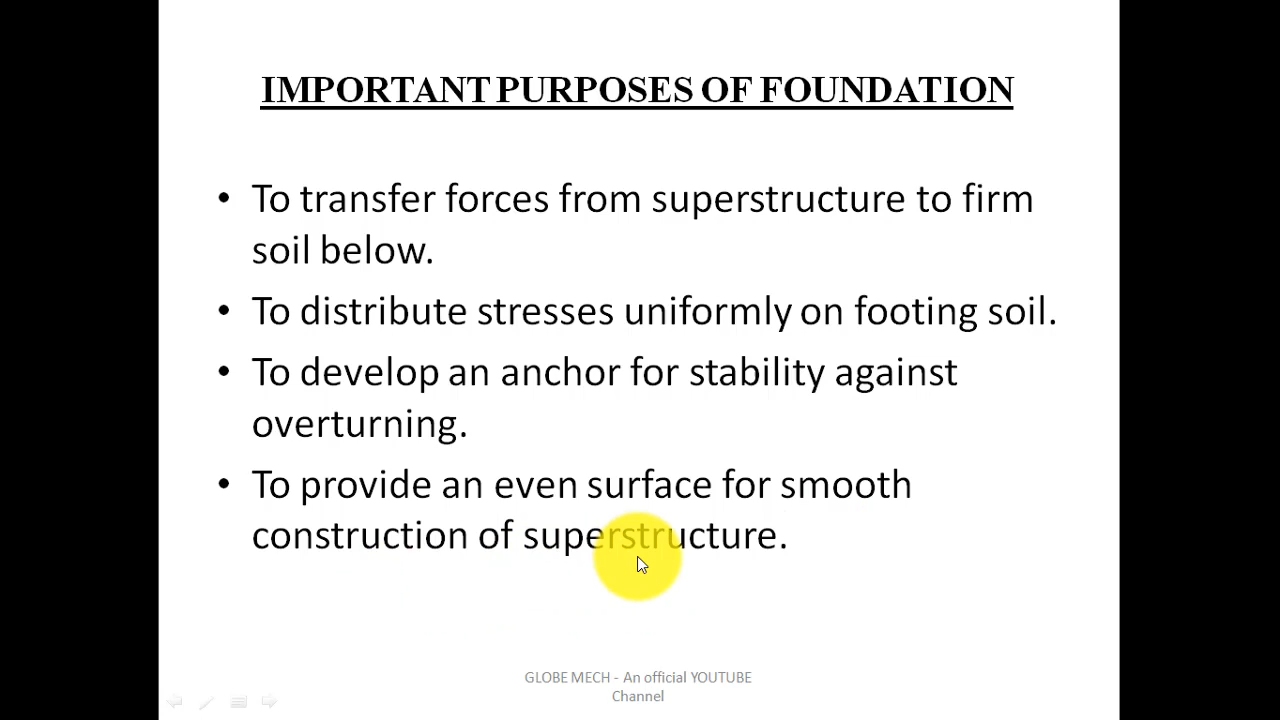 IMPORTANT PURPOSES OF FOUNDATION
• To transfer forces from superstructure to firm
soil below.
• To distribute stresses uniformly on footing soil.
• To develop an anchor for stability against
overturning.
• To provide an even surface for smooth
construction of superstructure.
GLOBE MECH - An official YOUTUBE
Channel